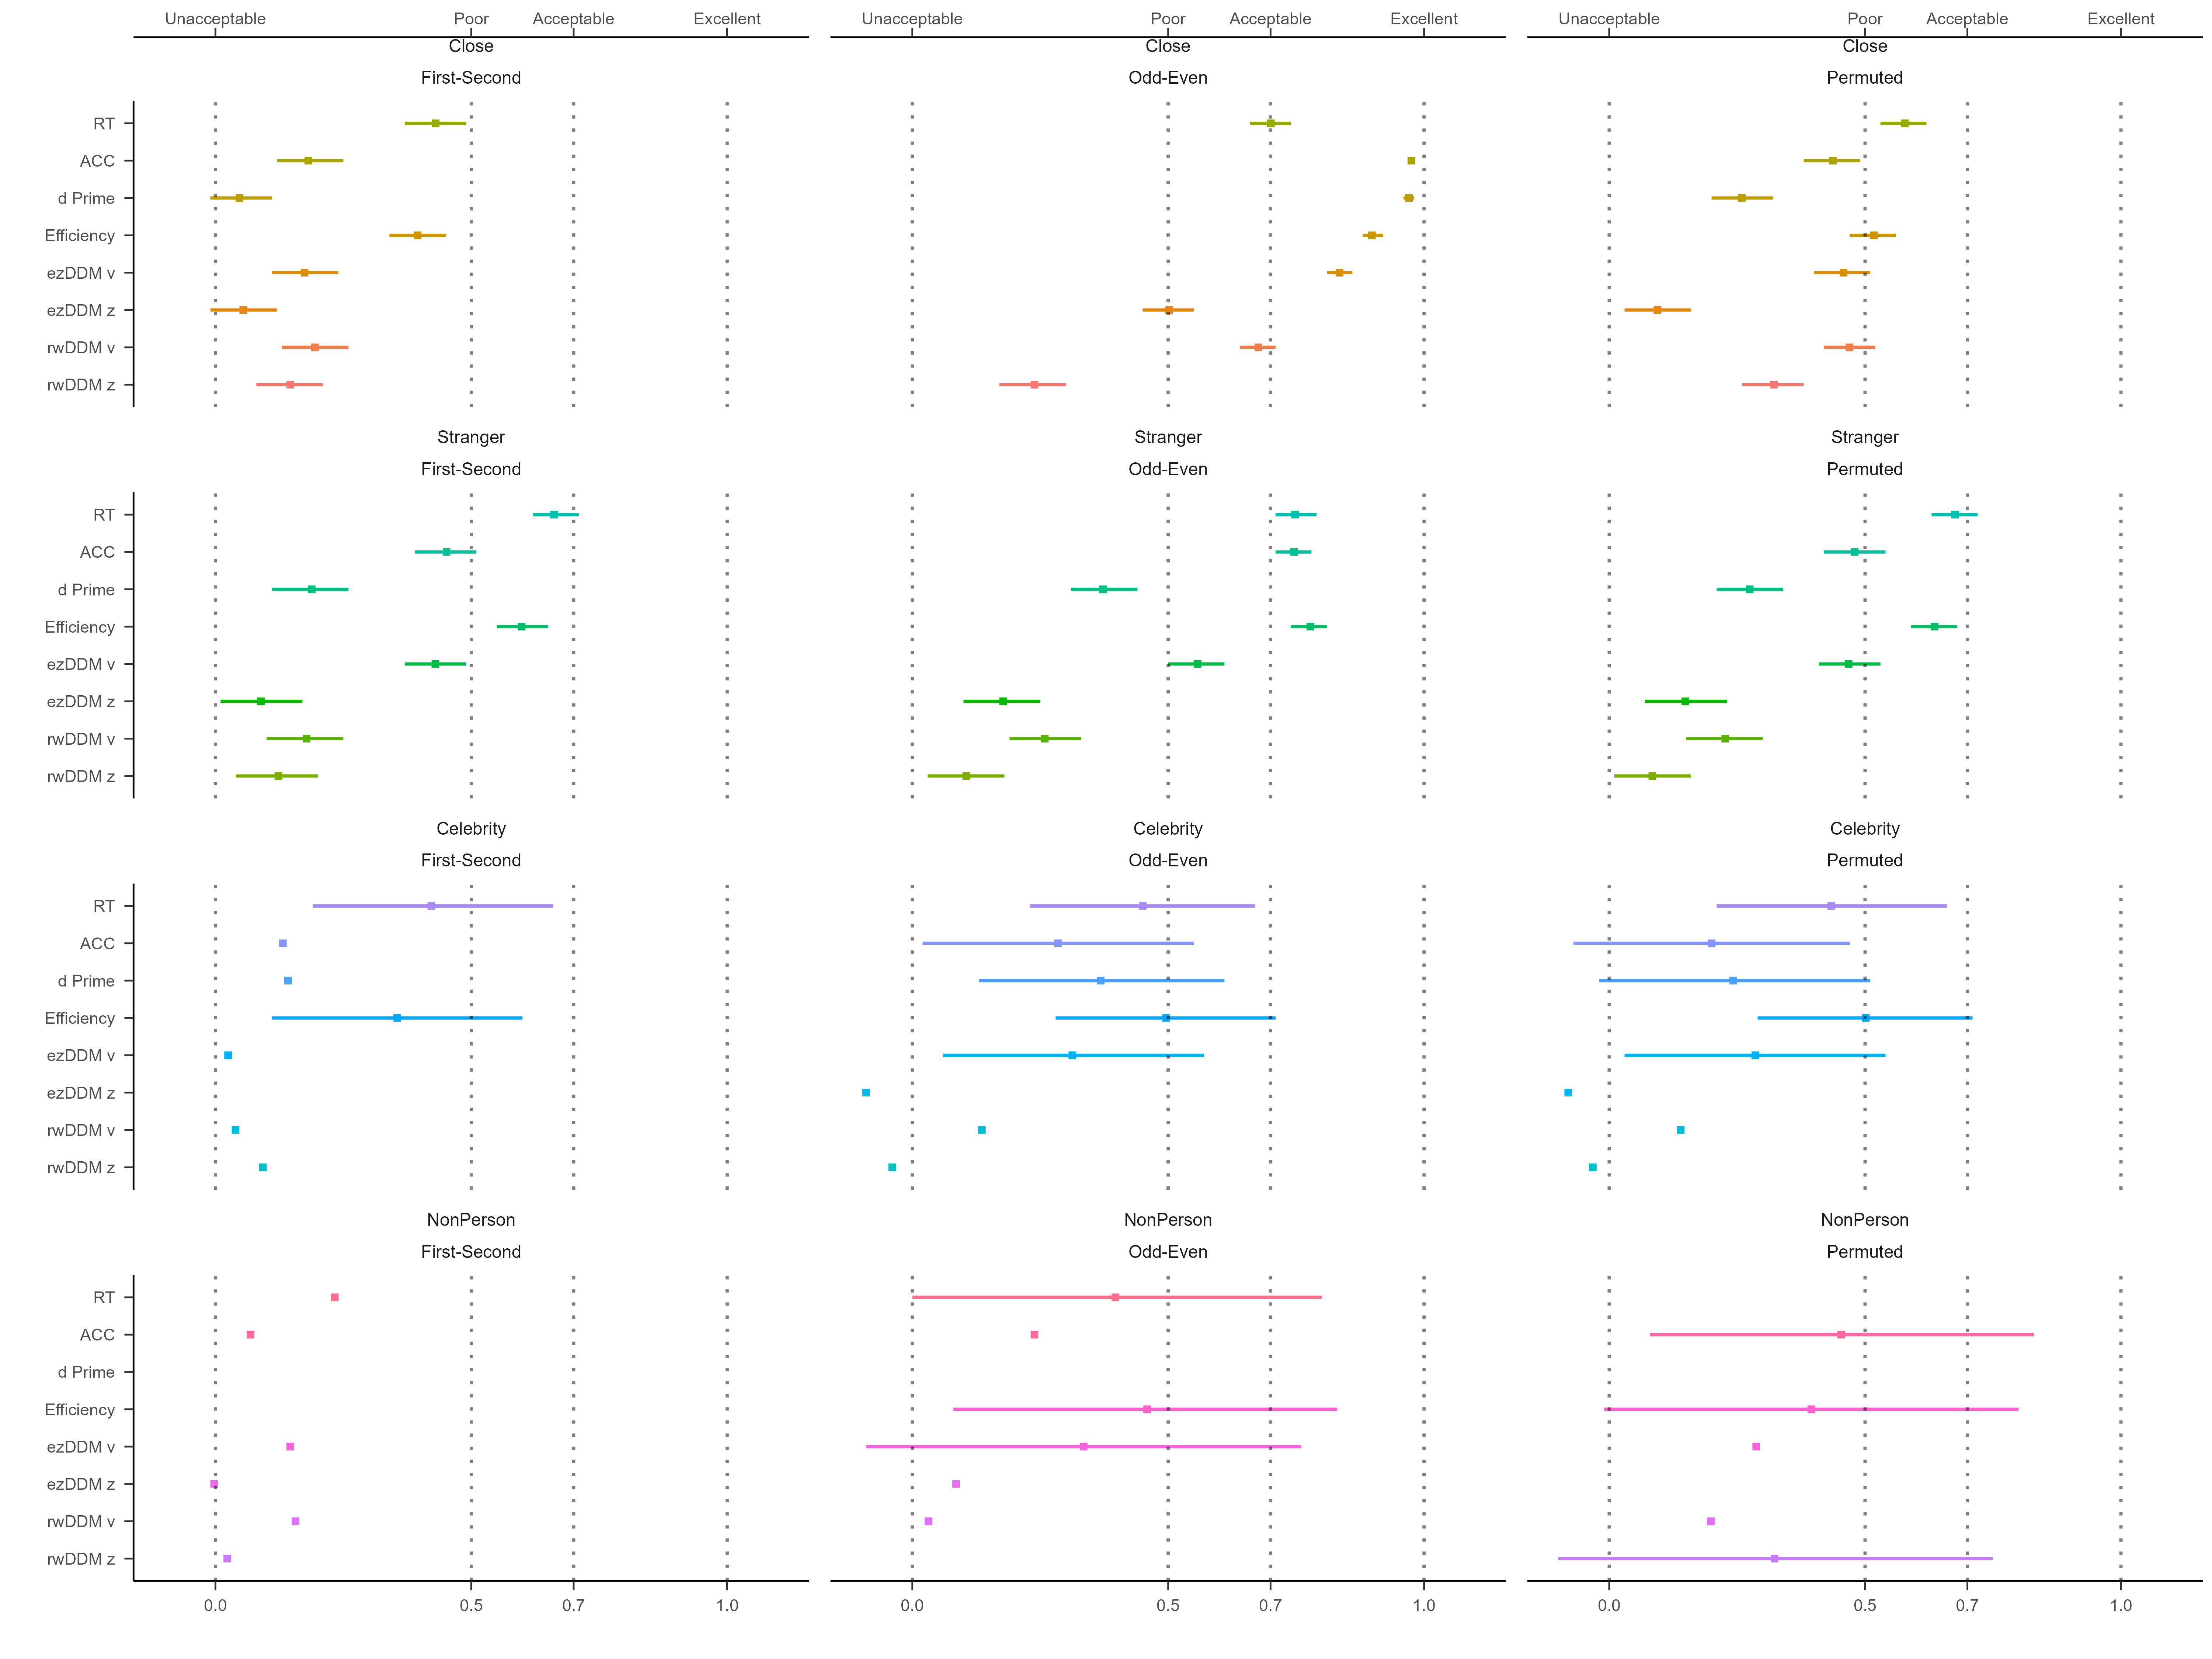 Unacceptable Poor Acceptable Excellent Unacceptable Poor Acceptable Excellent Unacceptable Poor Acceptable Excellent
Close Close Close
First-Second Odd-Even Permuted
RT
ACC
d Prime
Efficiency
ezDDM v
ezDDM z
rwDDM v
rwDDM z
Stranger Stranger Stranger
First-Second Odd-Even Permuted
RT
ACC
d Prime
Efficiency
ezDDM v
ezDDM z
rwDDM v
rwDDM z
Celebrity Celebrity Celebrity
First-Second Odd-Even Permuted
RT
ACC
d Prime
Efficiency
ezDDM v
ezDDM z
rwDDM v
rwDDM z
NonPerson NonPerson NonPerson
First-Second Odd-Even Permuted
RT
ACC
d Prime
Efficiency
ezDDM v
ezDDM z
rwDDM v
rwDDM z
0.0 0.5 0.7 1.0 0.0 0.5 0.7 1.0 0.0 0.5 0.7 1.0